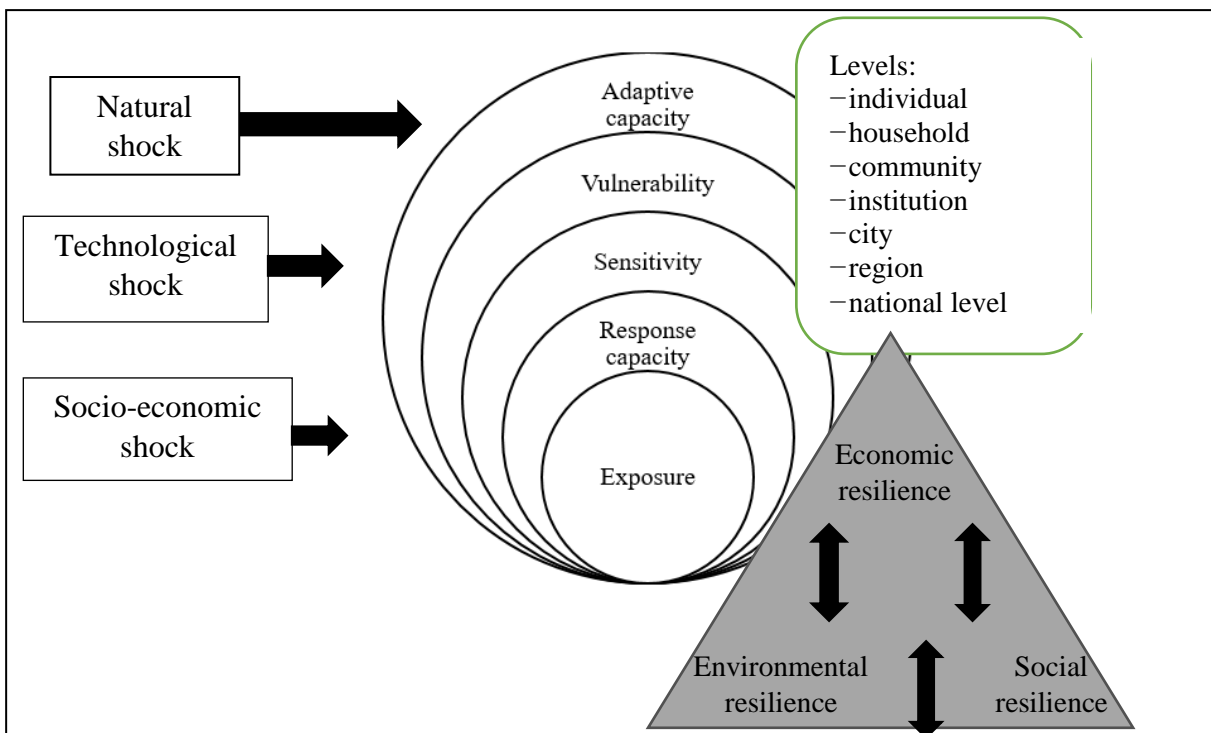 Natural
shock
Technological
shock
Socio-economic
shock
Adaptive
capacity
Vulnerability
Sensitivity
Response
capacity
Exposure
Levels:
−individual
−household
−community
−institution
−city
−region
−national level
Economic
resilience
Environmental
resilience
Social
resilience